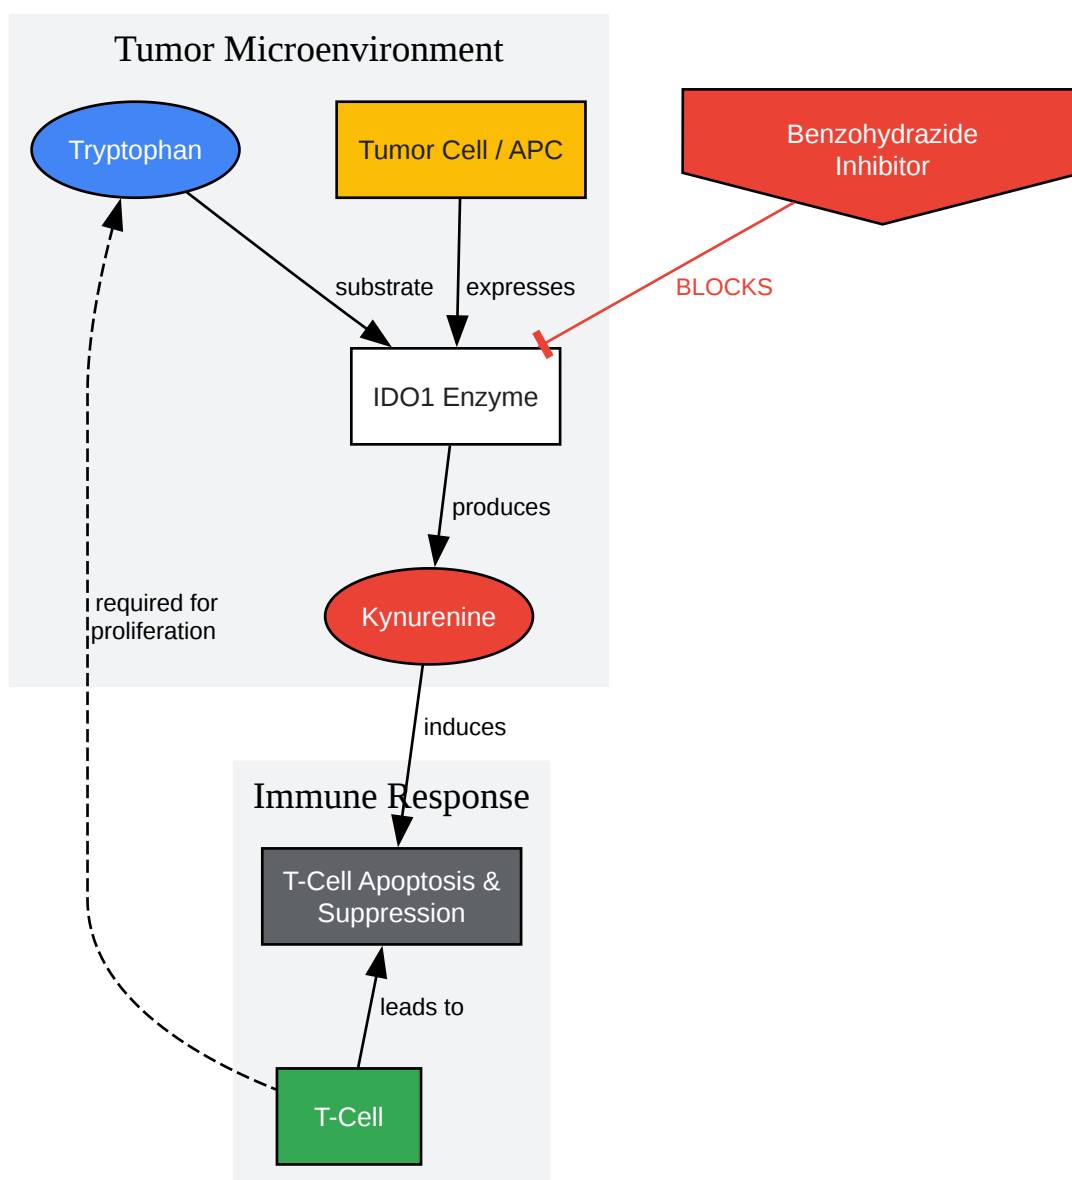 Tumor Microenvironment
Tryptophan
Tumor Cell / APC
Benzohydrazide
Inhibitor
substrate
expresses
BLOCKS
IDO1 Enzyme
produces
required for
proliferation
Kynurenine
induces
Immune Response
T-Cell Apoptosis &
Suppression
leads to
T-Cell